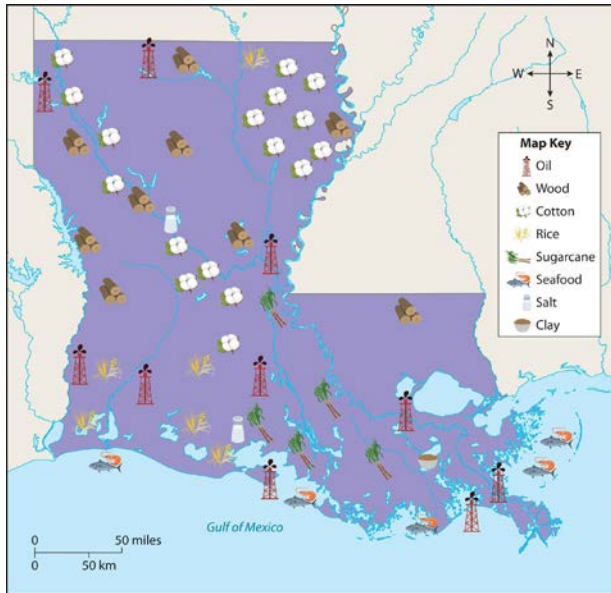 N
W E
S
Map Key
Oil
Wood
Cotton
Rice
Sugarcane
Seafood
Salt
Clay
Gulf of Mexico
0 50 miles
0 50 km